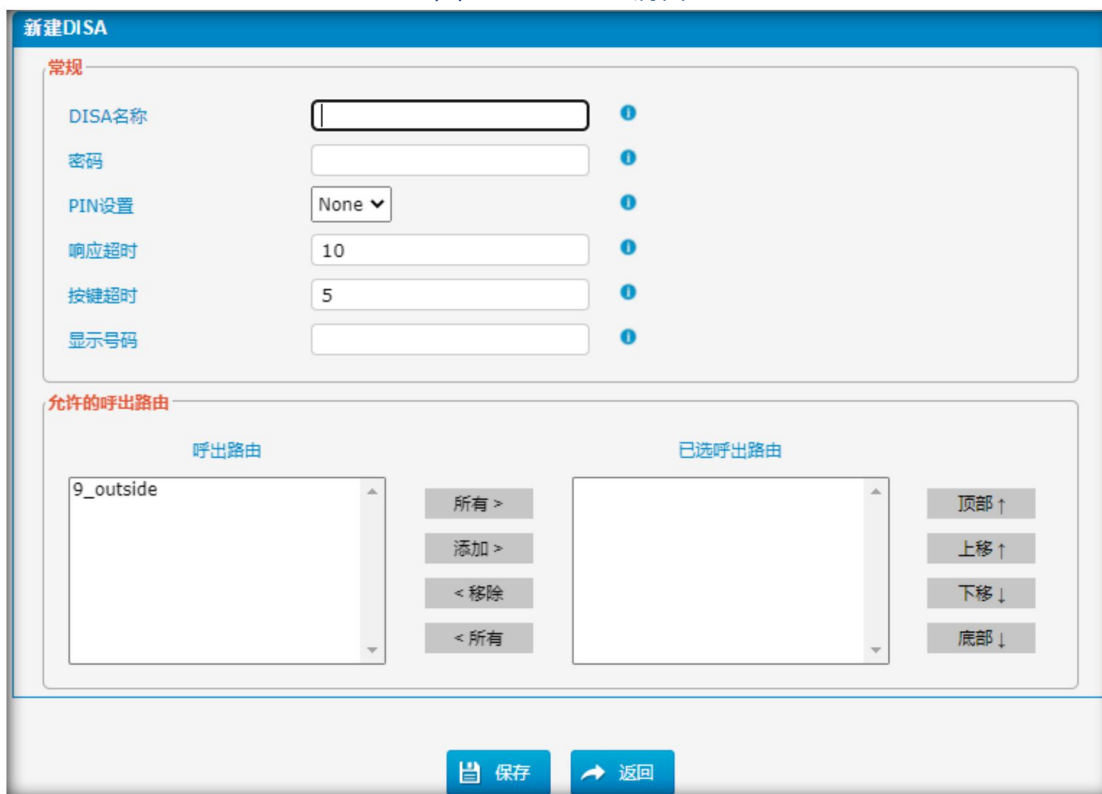 新建DISA
常规
DISA名称
密码
PIN设置 None
响应超时 10
按键超时 5
显示号码
允许的呼出路由
呼出路由 已选呼出路由
9_outside
所有 > 顶部 ↑
添加 > 上移 ↑
< 移除 下移 ↓
< 所有 底部 ↓
保存 返回